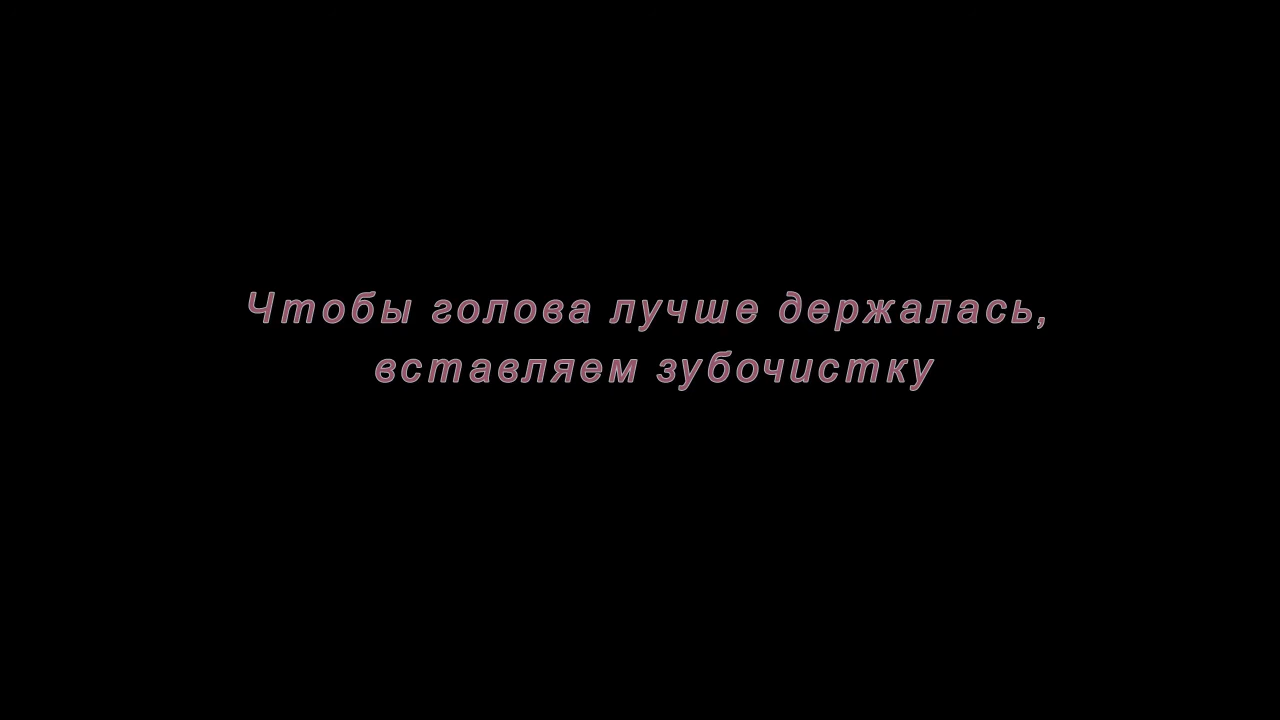 Чтобы голова лучше держалась,
вставляем зубочистку